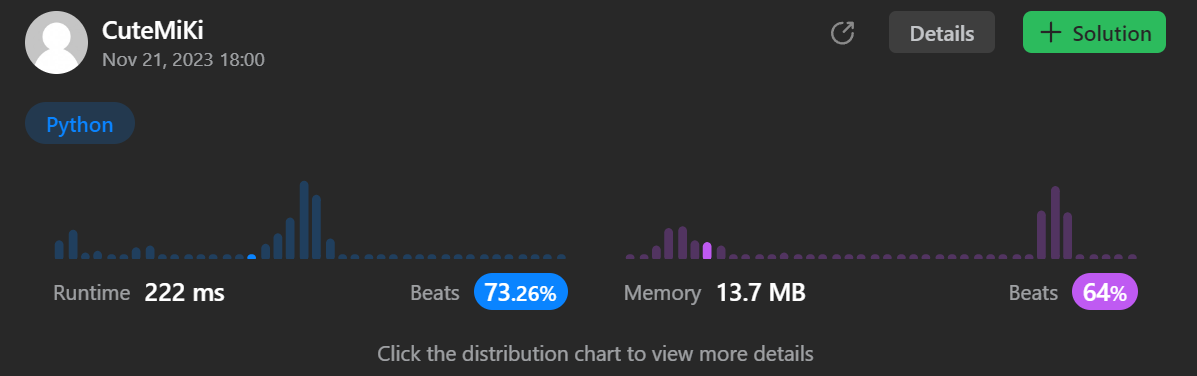 CuteMiKi
Nov 21, 2023 18:00
Details
+ Solution
Python
Runtime 222 ms Beats 73.26%
Memory 13.7 MB Beats 64%
Click the distribution chart to view more details